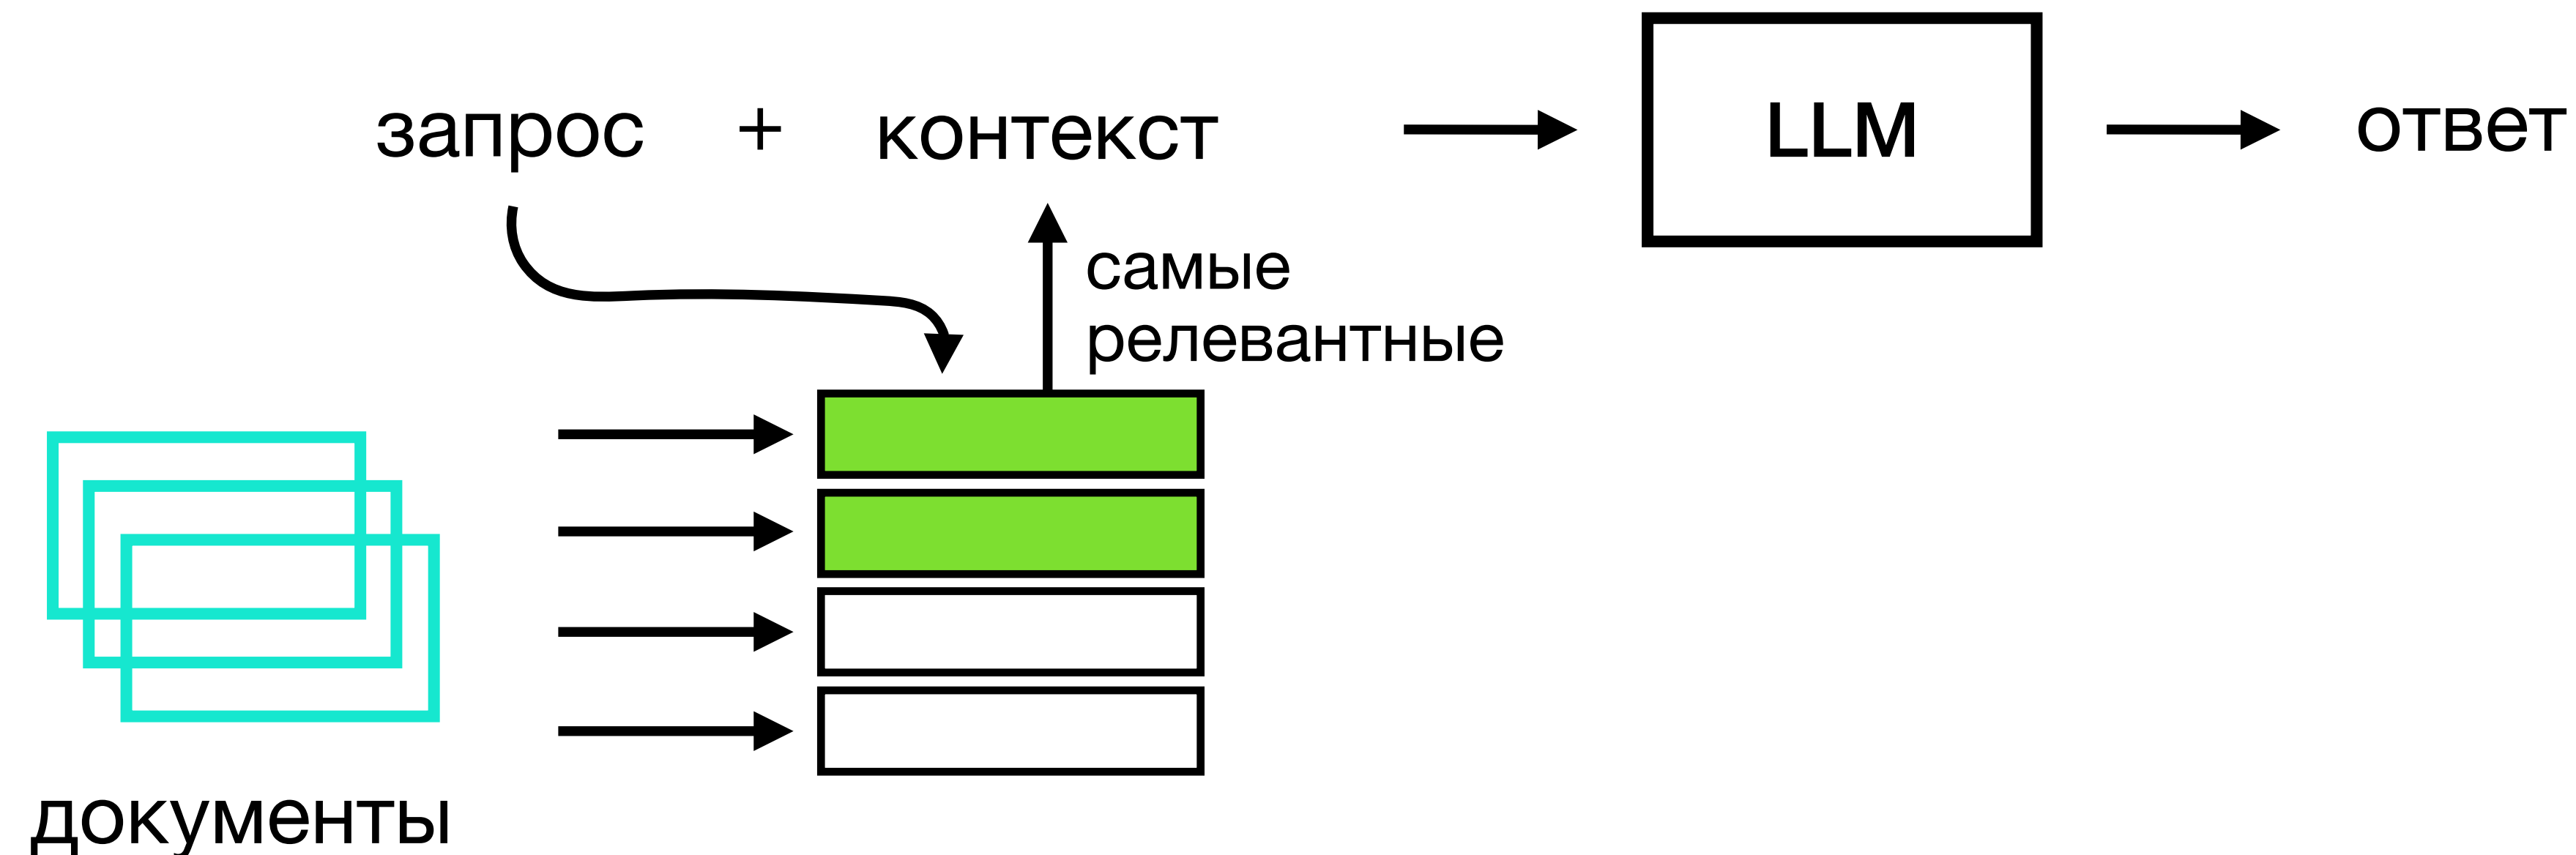 запрос + контекст LLM ответ
самые
релевантные
документы